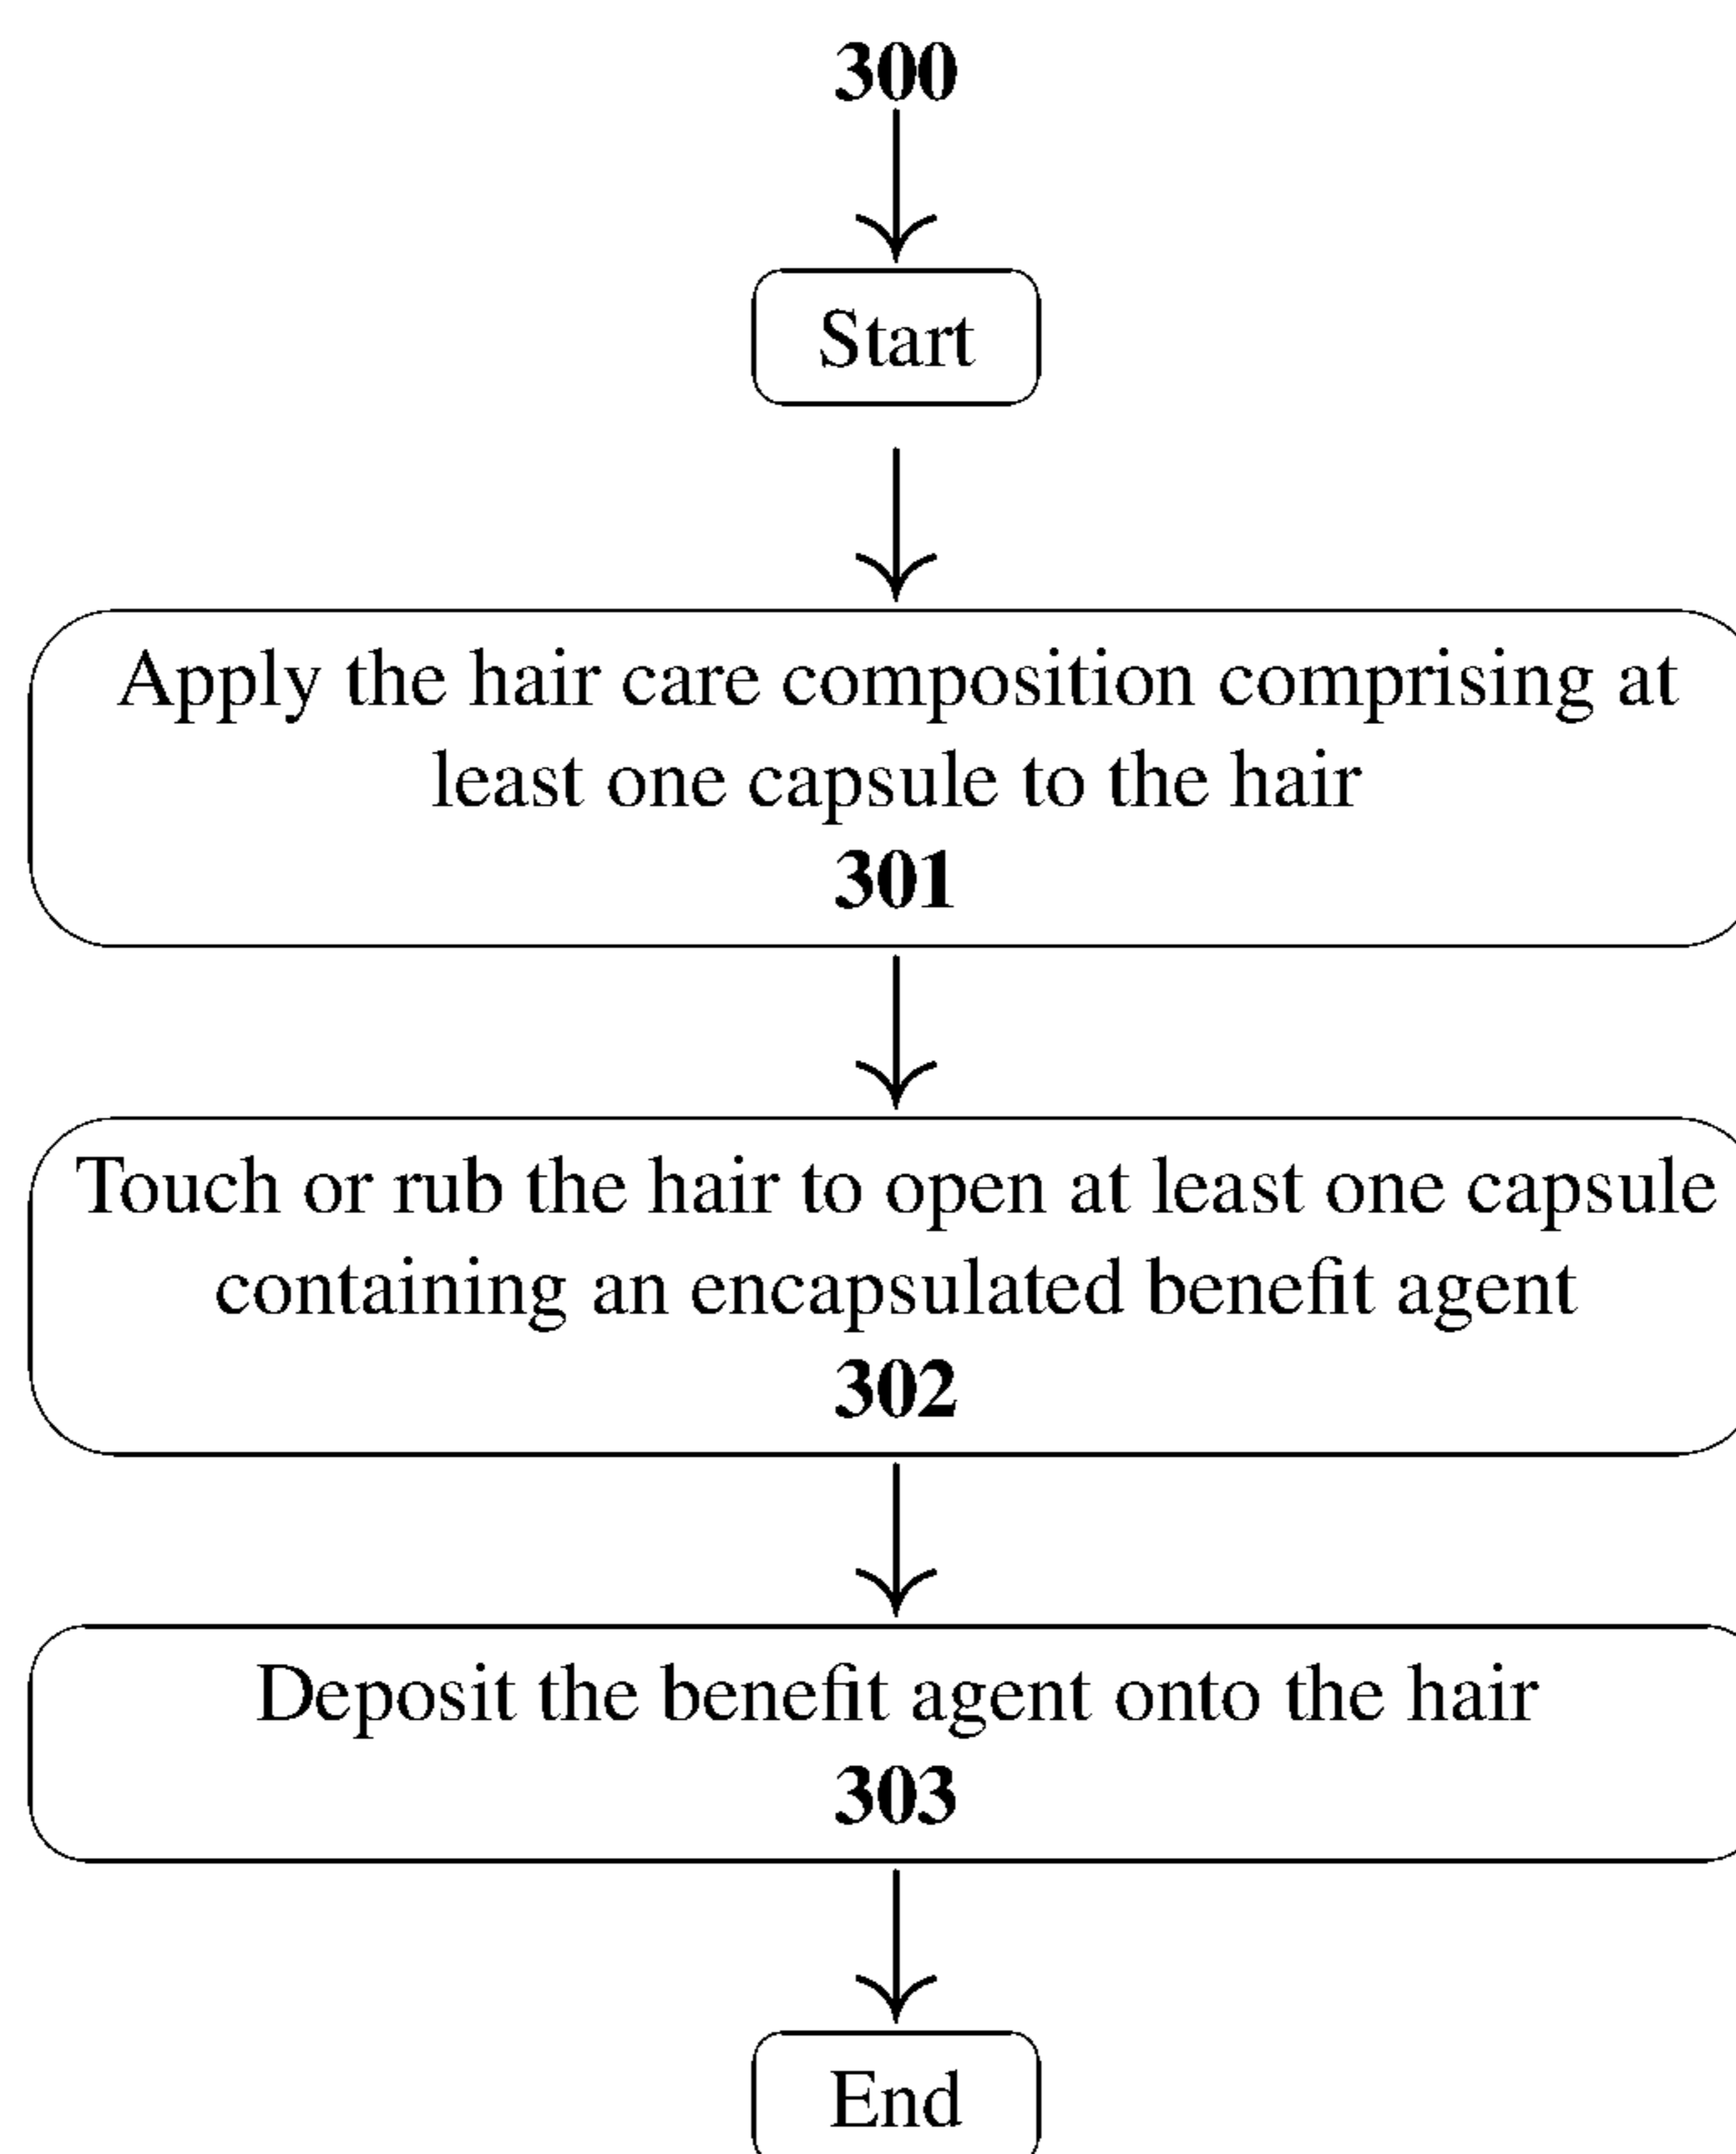 300
Start
Apply the hair care composition comprising at
least one capsule to the hair
301
Touch or rub the hair to open at least one capsule
containing an encapsulated benefit agent
302
Deposit the benefit agent onto the hair
303
End